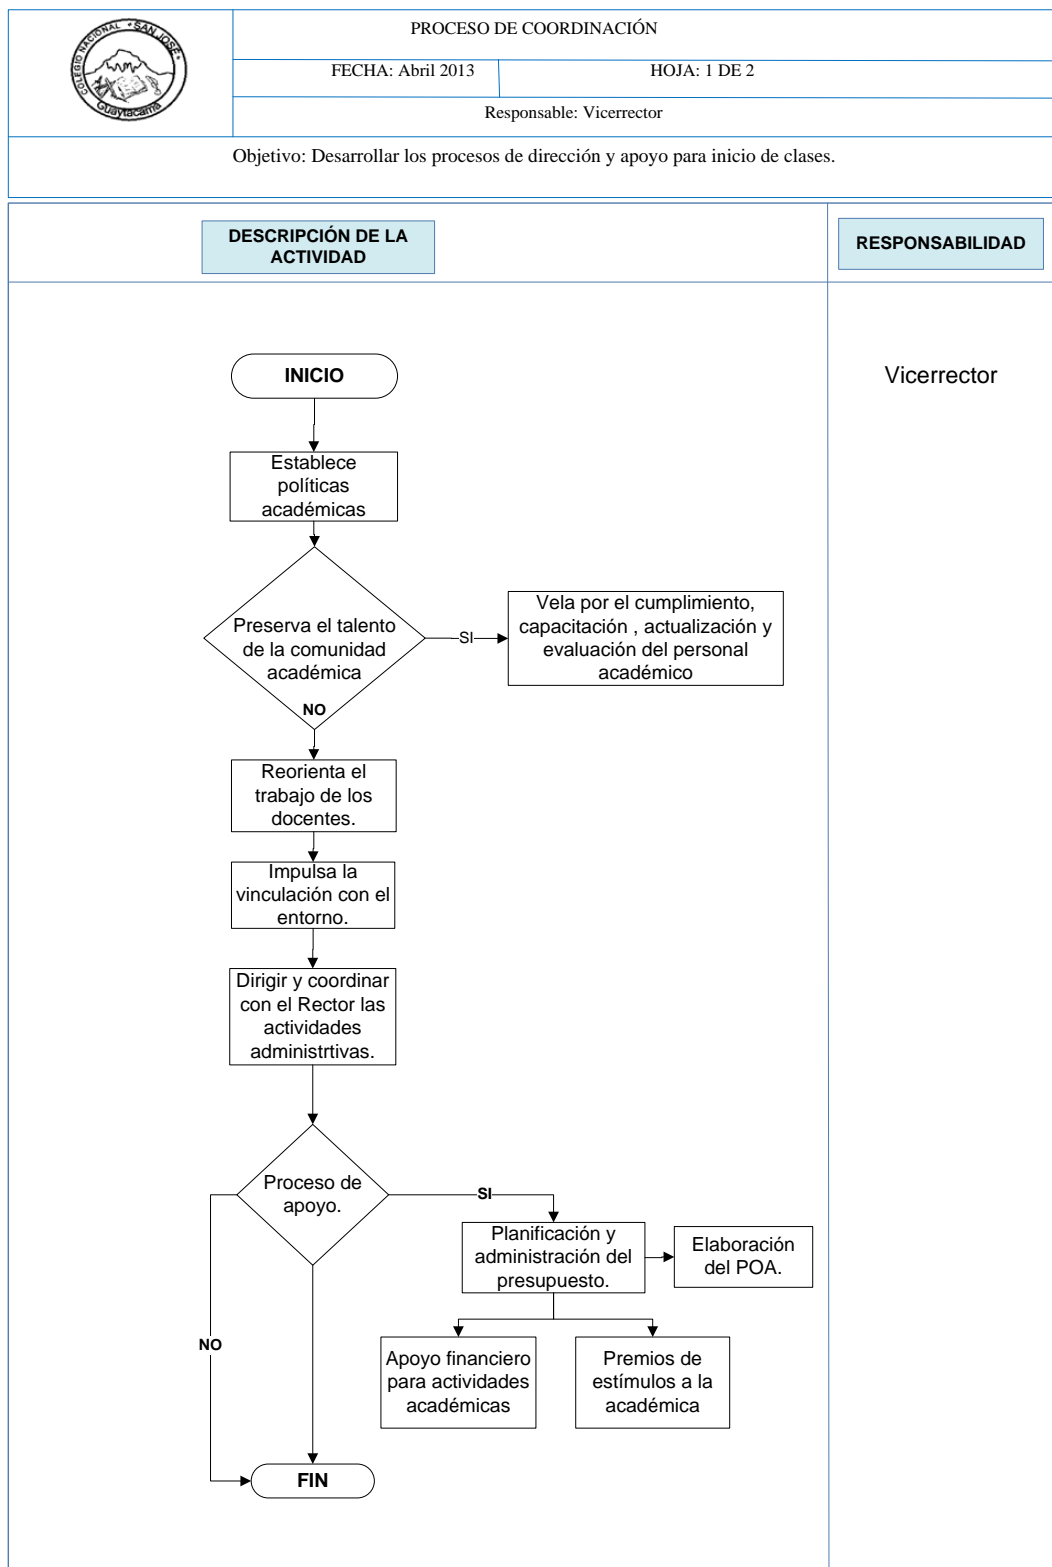 COLEGIO NACIONAL *SAN JOSÉ*
Guaytacama
PROCESO DE COORDINACIÓN
FECHA: Abril 2013
HOJA: 1 DE 2
Responsable: Vicerrector
Objetivo: Desarrollar los procesos de dirección y apoyo para inicio de clases.
DESCRIPCIÓN DE LA
ACTIVIDAD
RESPONSABILIDAD
INICIO
Vicerrector
Establece
políticas
académicas
Preserva el talento
de la comunidad
académica
SI
Vela por el cumplimiento,
capacitación , actualización y
evaluación del personal
académico
NO
Reorienta el
trabajo de los
docentes.
Impulsa la
vinculación con el
entorno.
Dirigir y coordinar
con el Rector las
actividades
administrtivas.
Proceso de
apoyo.
SI
Planificación y
administración del
presupuesto.
Elaboración
del POA.
NO
Apoyo financiero
para actividades
académicas
Premios de
estímulos a la
académica
FIN